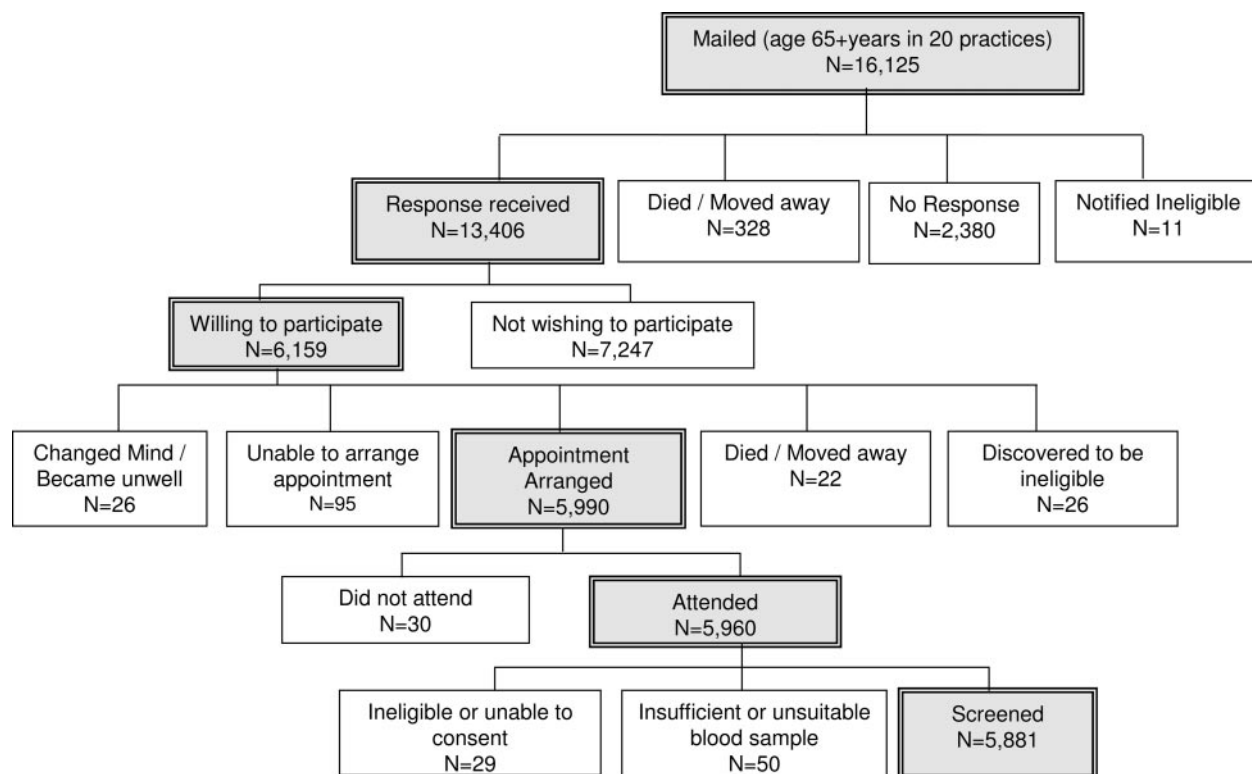 Mailed (age 65+years in 20 practices)
N=16,125
Response received
N=13,406
Died / Moved away
N=328
No Response
N=2,380
Notified Ineligible
N=11
Willing to participate
N=6,159
Not wishing to participate
N=7,247
Changed Mind /
Became unwell
N=26
Unable to arrange
appointment
N=95
Appointment
Arranged
N=5,990
Died / Moved away
N=22
Discovered to be
ineligible
N=26
Did not attend
N=30
Attended
N=5,960
Ineligible or unable to
consent
N=29
Insufficient or unsuitable
blood sample
N=50
Screened
N=5,881